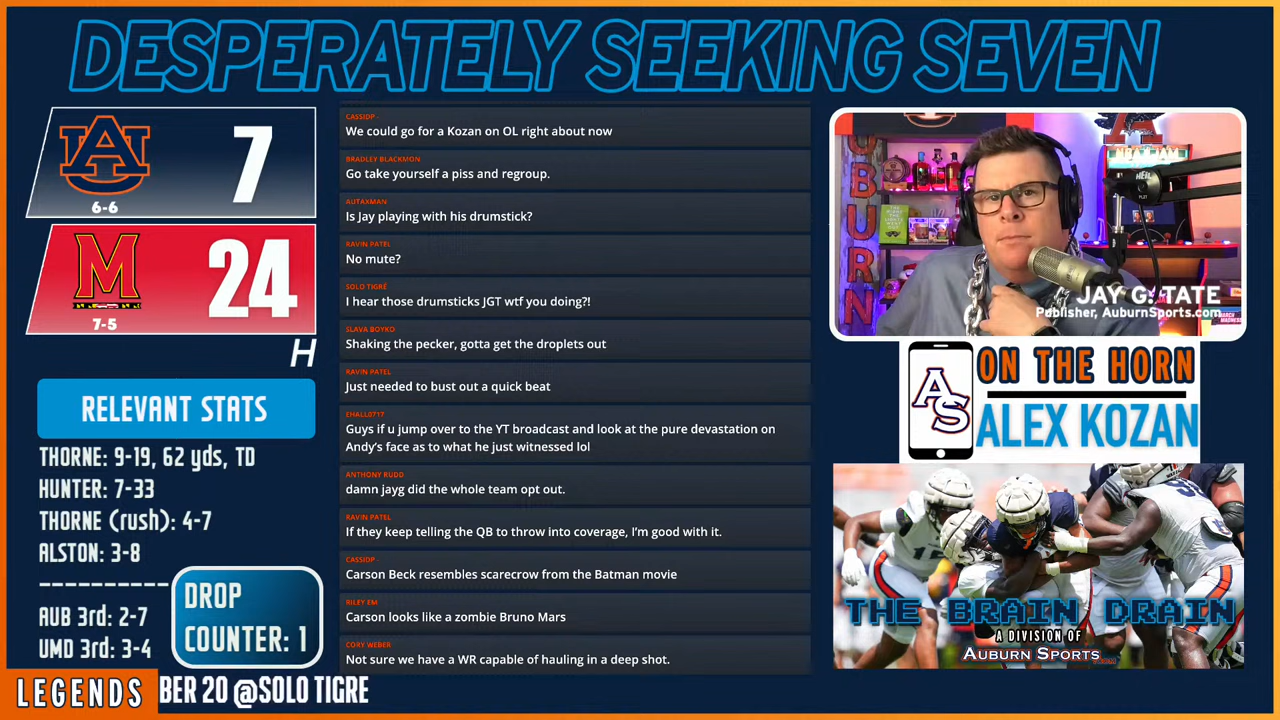 DESPERATELY SEEKING SEVEN
AU
7
6-6
M
24
7-5
H
RELEVANT STATS
THORNE: 9-19, 62 yds, TD
HUNTER: 7-33
THORNE (rush): 4-7
ALSTON: 3-8
----------
AUB 3rd: 2-7
UMD 3rd: 3-4
DROP
COUNTER: 1
CASSIDP
We could go for a Kozan on OL right about now
BRADLEY BLACKMON
Go take yourself a piss and regroup.
AUTAXMAN
Is Jay playing with his drumstick?
RAVIN PATEL
No mute?
SOLO TIGRÉ
I hear those drumsticks JGT wtf you doing?!
SLAVA BOYKO
Shaking the pecker, gotta get the droplets out
RAVIN PATEL
Just needed to bust out a quick beat
EHALL0717
Guys if u jump over to the YT broadcast and look at the pure devastation on
Andy’s face as to what he just witnessed lol
ANTHONY RUDD
damn jayg did the whole team opt out.
RAVIN PATEL
If they keep telling the QB to throw into coverage, I’m good with it.
CASSIDP
Carson Beck resembles scarecrow from the Batman movie
RILEY EM
Carson looks like a zombie Bruno Mars
CORY WEBER
Not sure we have a WR capable of hauling in a deep shot.
UBURN
HEIL
JAY G. TATE
Publisher, AuburnSports.com
AS
ON THE HORN
ALEX KOZAN
THE BRAIN DRAIN
A DIVISION OF
AUBURN SPORTS
LEGENDS
BER 20 @SOLO TIGRE